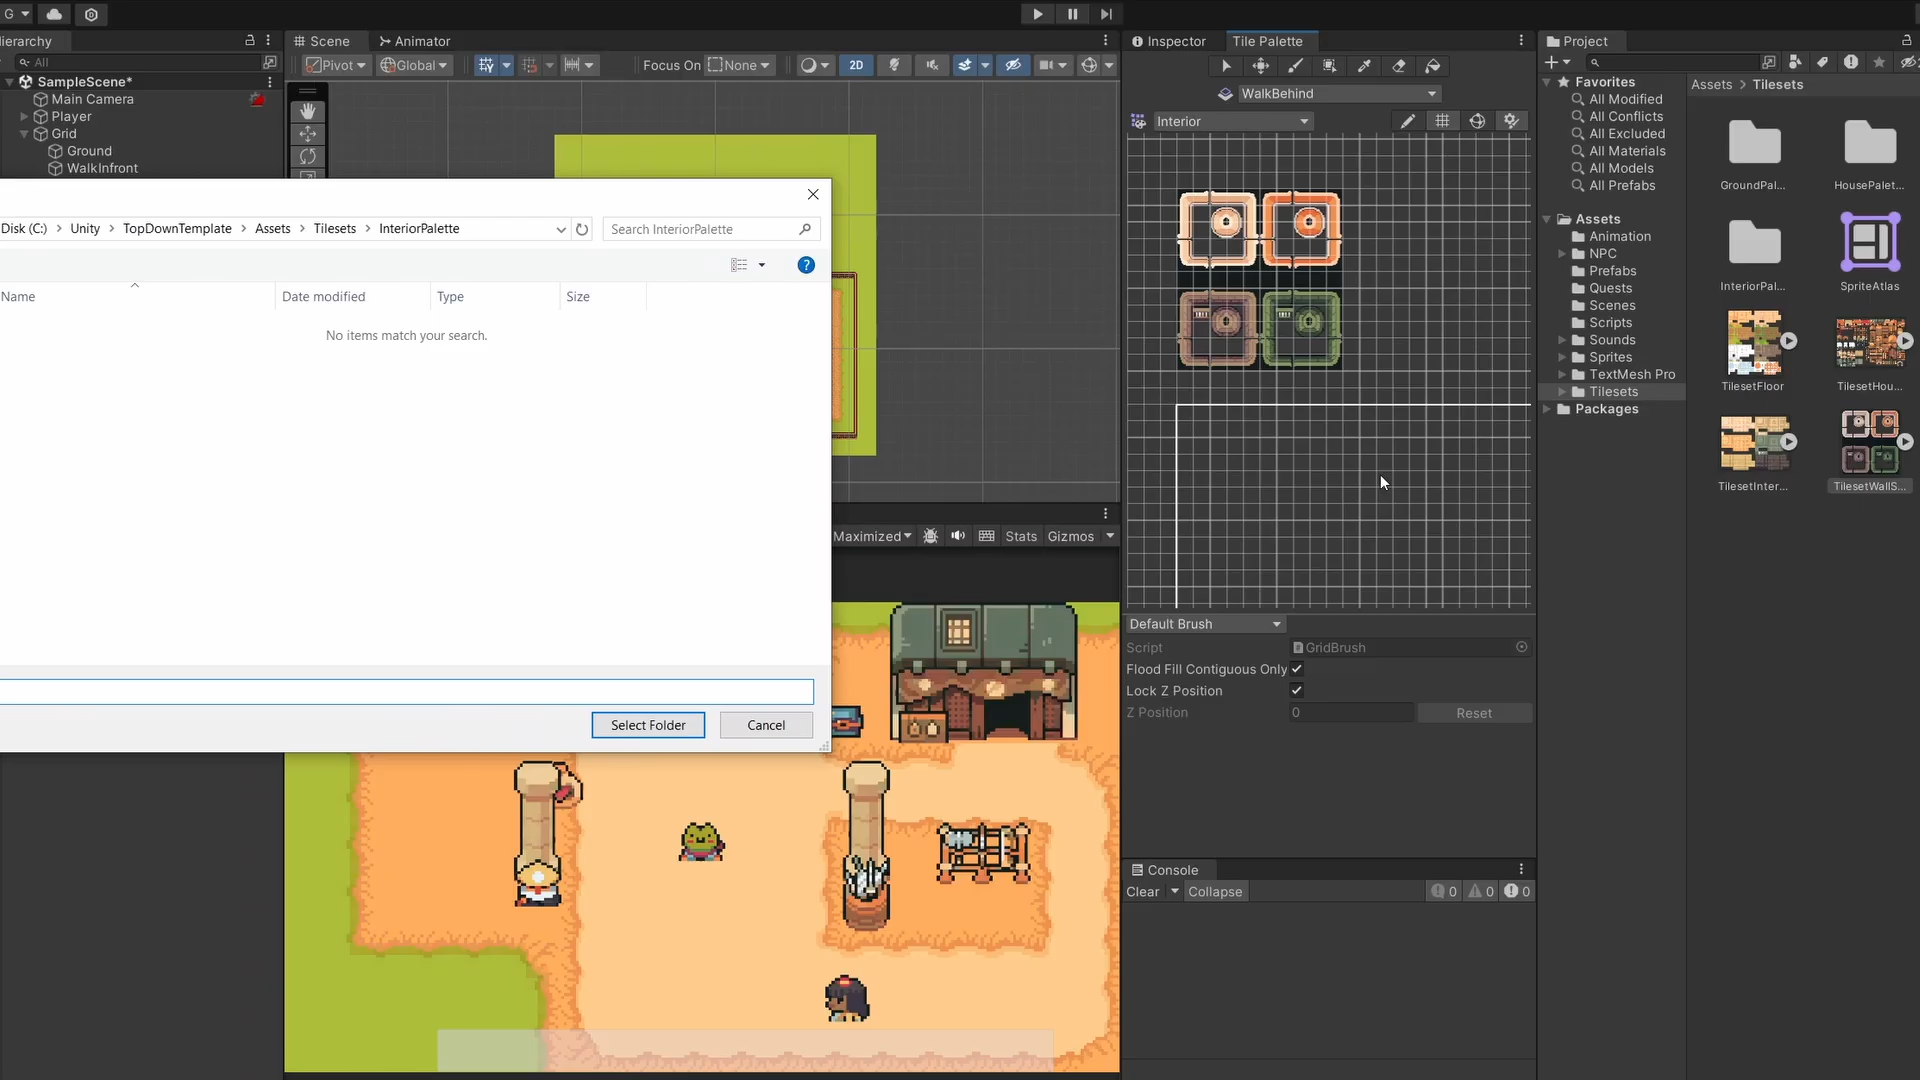 G
Hierarchy
All
SampleScene*
Main Camera
Player
Grid
Ground
WalkInfront
Scene
Animator
Pivot
Global
Focus On
None
2D
Disk (C:) > Unity > TopDownTemplate > Assets > Tilesets > InteriorPalette
Search InteriorPalette
Name
Date modified
Type
Size
No items match your search.
Select Folder
Cancel
Maximized
Stats
Gizmos
Inspector
Tile Palette
WalkBehind
Interior
Default Brush
Script
GridBrush
Flood Fill Contiguous Only
Lock Z Position
Z Position
0
Reset
Console
Clear
Collapse
0
0
0
Project
Favorites
All Modified
All Conflicts
All Excluded
All Materials
All Models
All Prefabs
Assets
Animation
NPC
Prefabs
Quests
Scenes
Scripts
Sounds
Sprites
TextMesh Pro
Tilesets
Packages
Assets > Tilesets
GroundPal...
HousePalet...
InteriorPal...
SpriteAtlas
TilesetFloor
TilesetHou...
TilesetInter...
TilesetWallS...